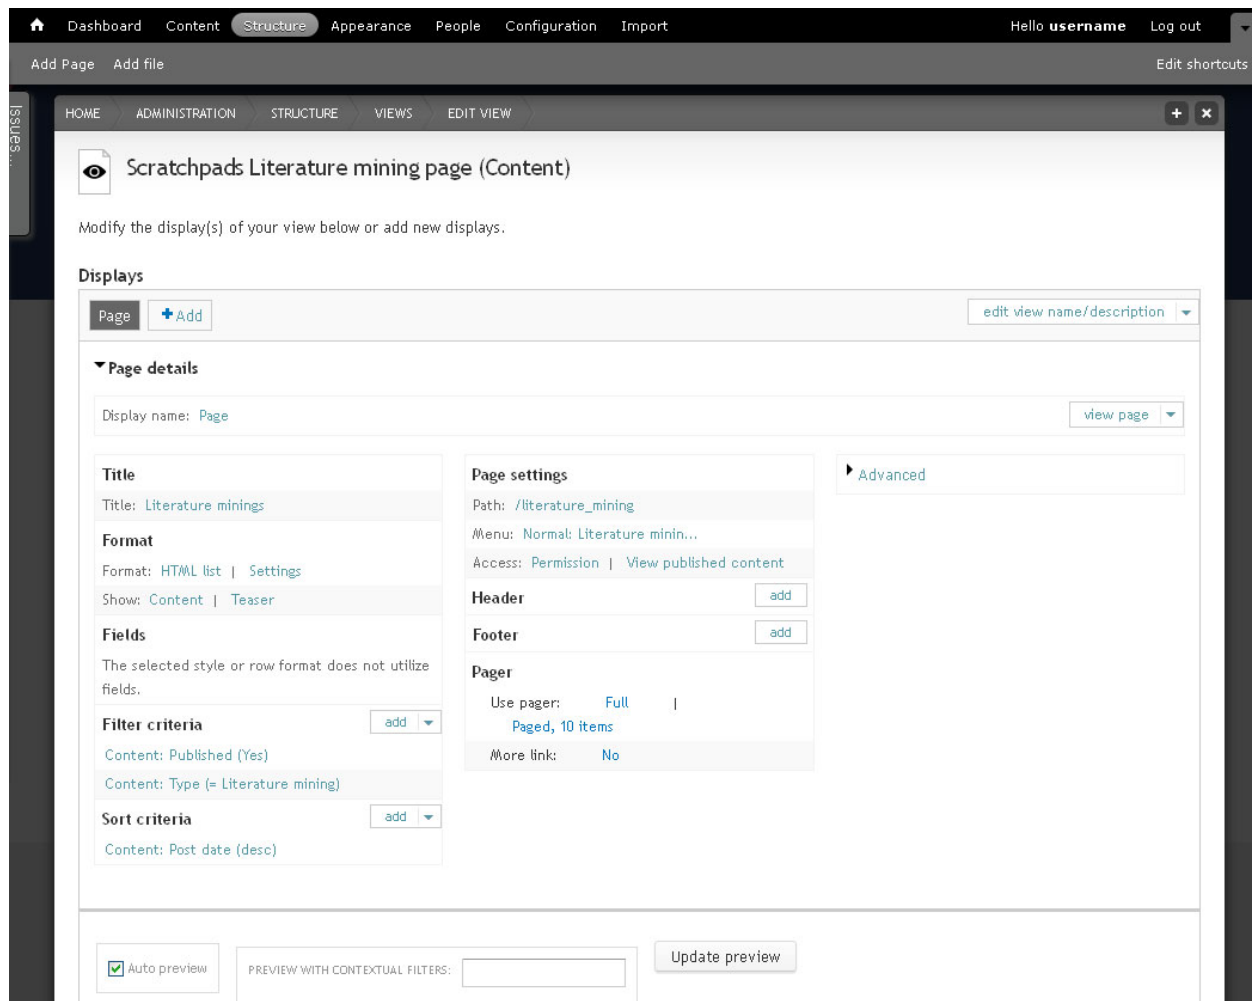 Dashboard Content Structure Appearance People Configuration Import Hello username Log out
Add Page Add file Edit shortcuts
Issues...
HOME ADMINISTRATION STRUCTURE VIEWS EDIT VIEW
Scratchpads Literature mining page (Content)
Modify the display(s) of your view below or add new displays.
Displays
Page Add edit view name/description
Page details
Display name: Page view page
Title
Title: Literature minings
Format
Format: HTML list | Settings
Show: Content | Teaser
Fields
The selected style or row format does not utilize
fields.
Filter criteria add
Content: Published (Yes)
Content: Type (= Literature mining)
Sort criteria add
Content: Post date (desc)
Page settings
Path: /literature_mining
Menu: Normal: Literature minin...
Access: Permission | View published content
Header add
Footer add
Pager
Use pager: Full |
Paged, 10 items
More link: No
Advanced
Auto preview PREVIEW WITH CONTEXTUAL FILTERS: Update preview